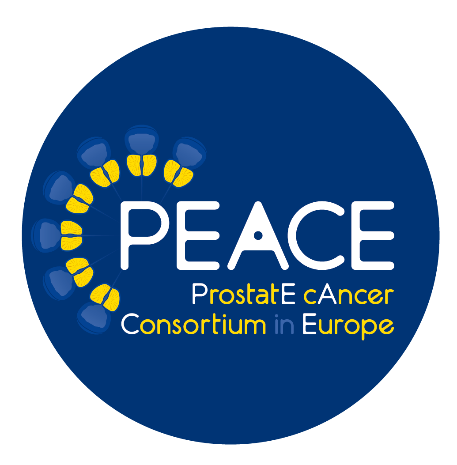 PEACE
ProstatE cAncer
Consortium in Europe